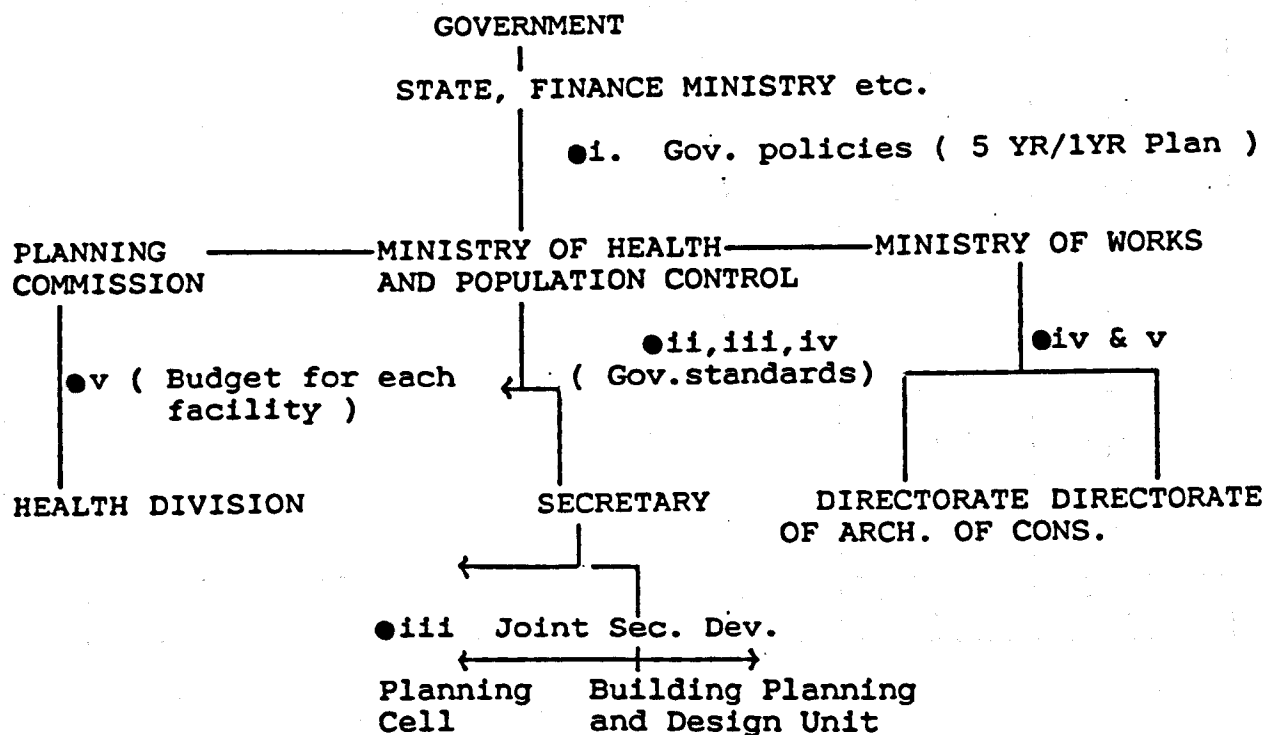 GOVERNMENT
STATE, FINANCE MINISTRY etc.
●i. Gov. policies ( 5 YR/1YR Plan )
PLANNING
COMMISSION
MINISTRY OF HEALTH
AND POPULATION CONTROL
MINISTRY OF WORKS
●ii,iii,iv
( Gov.standards)
●iv & v
●v ( Budget for each
facility )
HEALTH DIVISION
SECRETARY
DIRECTORATE DIRECTORATE
OF ARCH. OF CONS.
●iii Joint Sec. Dev.
Planning
Cell
Building Planning
and Design Unit